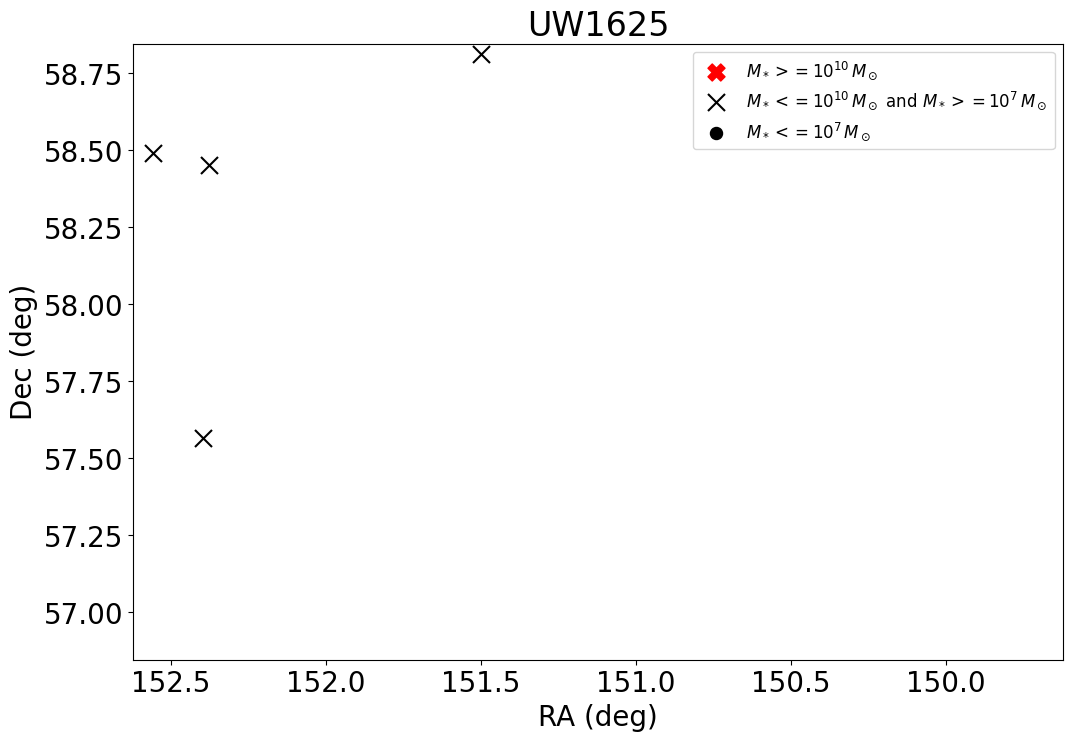 UW1625
58.75
58.50
58.25
58.00
57.75
57.50
57.25
57.00
Dec (deg)
M* >= 10^10 M⊙
M* <= 10^10 M⊙ and M* >= 10^7 M⊙
M* <= 10^7 M⊙
152.5 152.0 151.5 151.0 150.5 150.0
RA (deg)